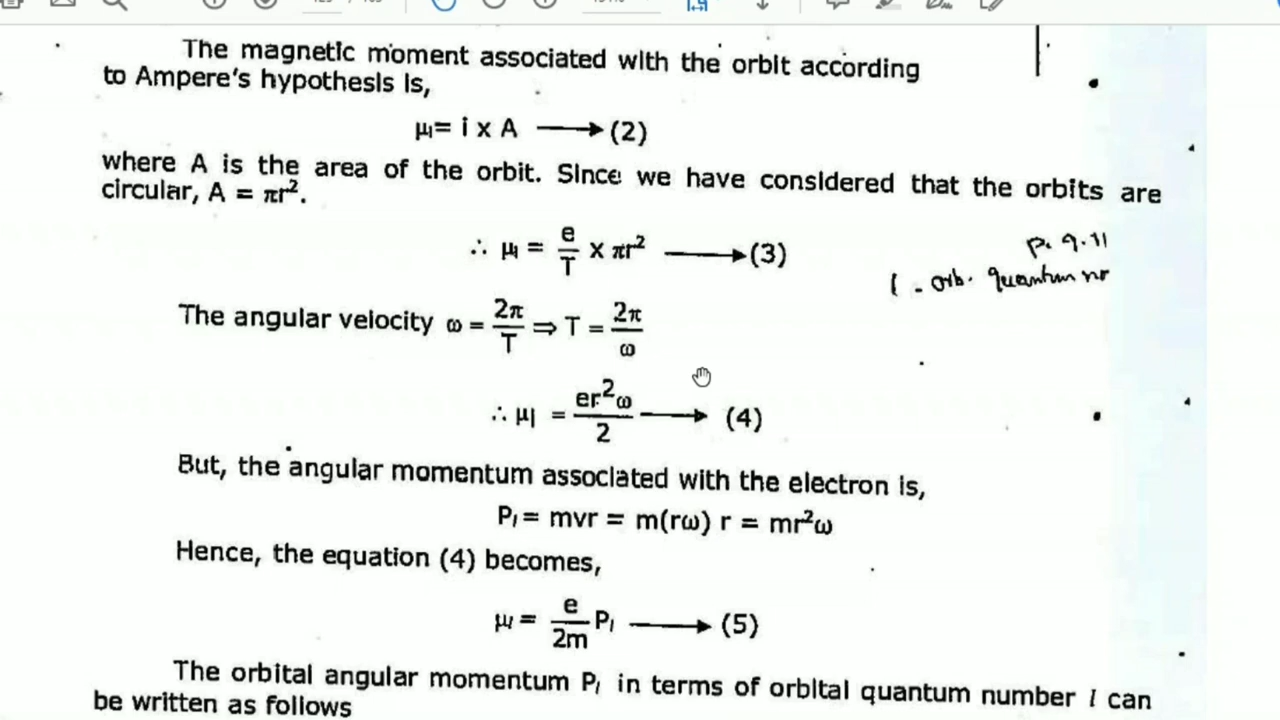 The magnetic moment associated with the orbit according
to Ampere's hypothesis is,
μₗ = i x A ⟶ (2)
where A is the area of the orbit. Since we have considered that the orbits are
circular, A = πr².
∴ μₗ = e/T x πr² ⟶ (3)
l - orb. quantum no
The angular velocity ω = 2π/T ⇒ T = 2π/ω
∴ μₗ = er²ω/2 ⟶ (4)
But, the angular momentum associated with the electron is,
Pₗ = mvr = m(rω) r = mr²ω
Hence, the equation (4) becomes,
μₗ = e/2m Pₗ ⟶ (5)
The orbital angular momentum Pₗ in terms of orbital quantum number l can
be written as follows